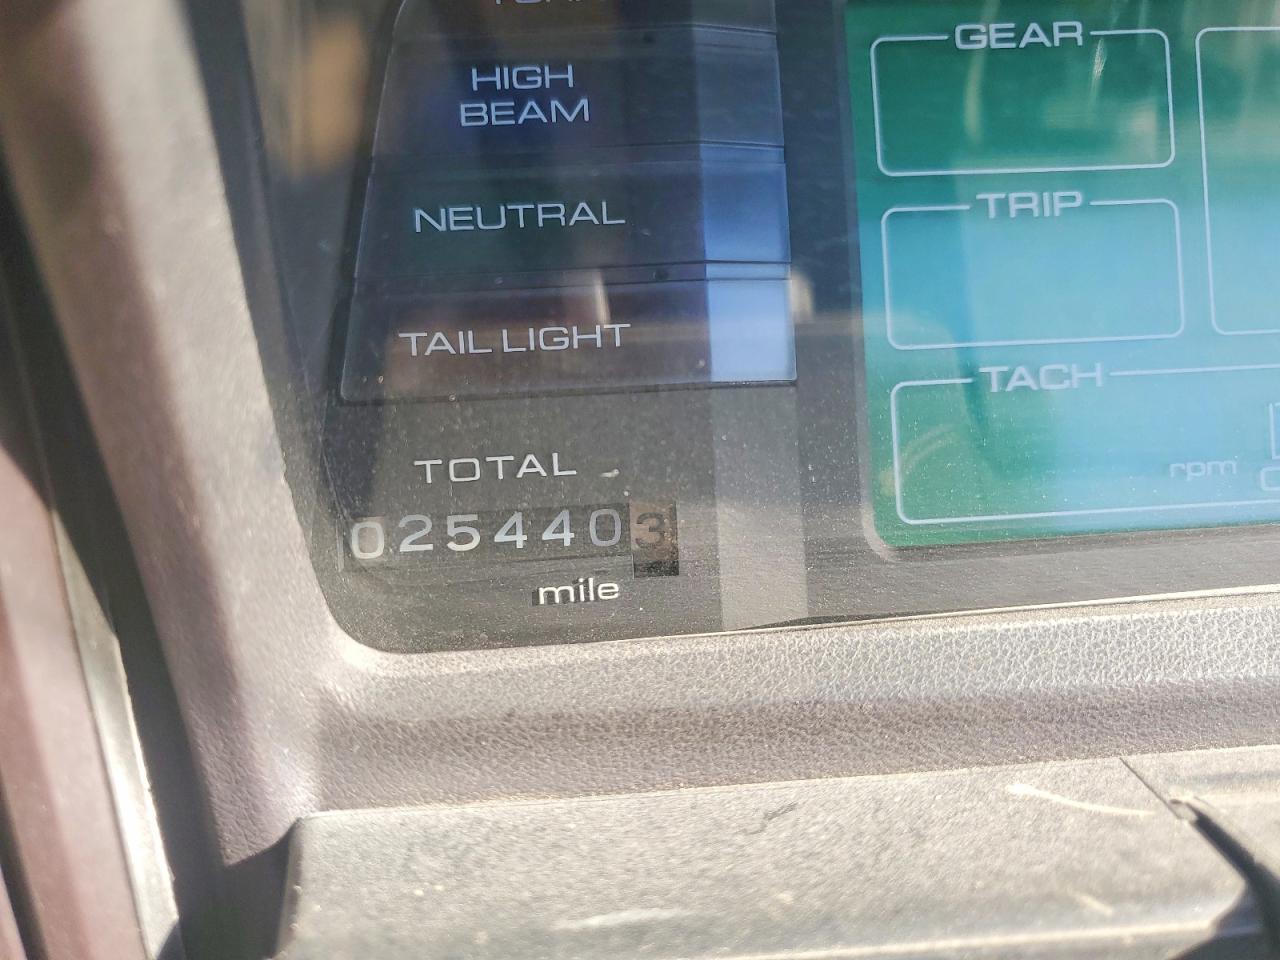 HIGH
BEAM
NEUTRAL
TAIL LIGHT
TOTAL
0254403
mile
GEAR
TRIP
TACH
rpm